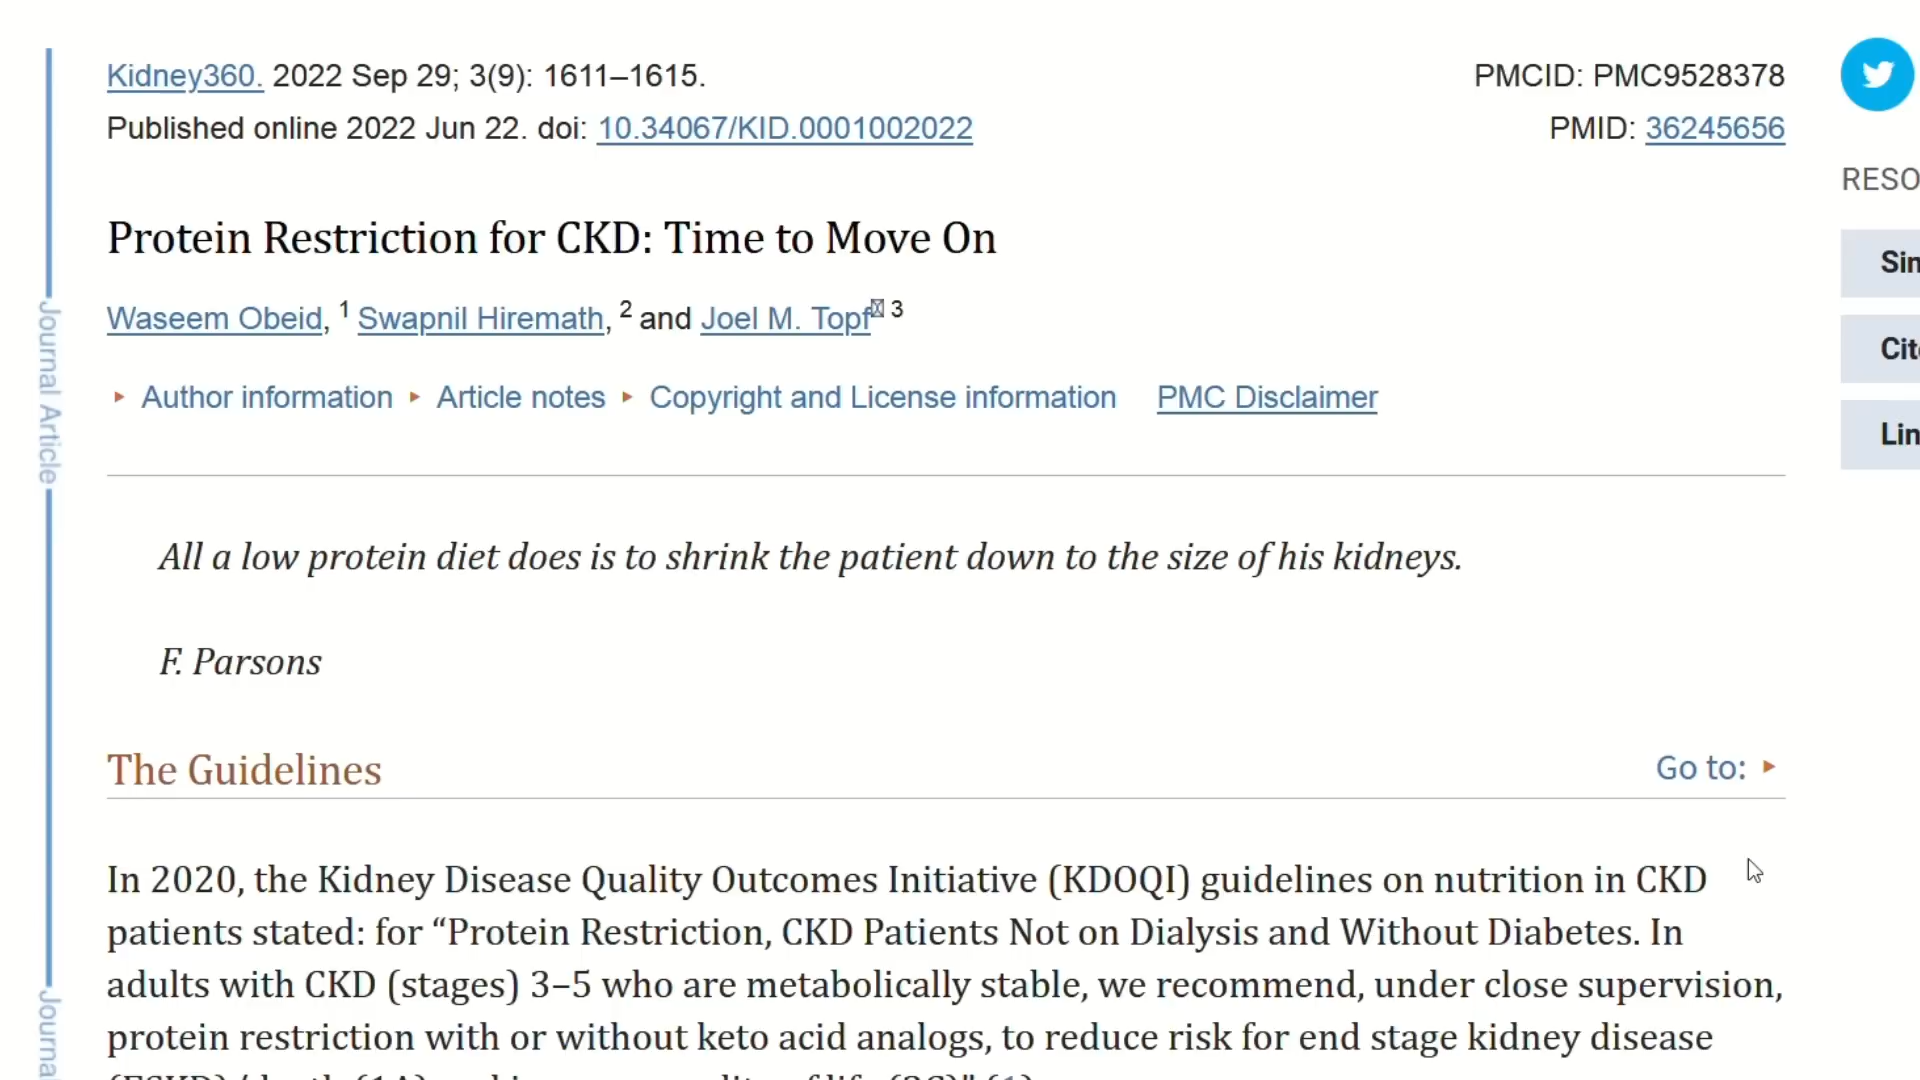 Kidney360. 2022 Sep 29; 3(9): 1611–1615.
PMCID: PMC9528378
Published online 2022 Jun 22. doi: 10.34067/KID.0001002022
PMID: 36245656
RESO
Protein Restriction for CKD: Time to Move On
Sin
Waseem Obeid, 1 Swapnil Hiremath, 2 and Joel M. Topf 3
Cit
Author information Article notes Copyright and License information PMC Disclaimer
Lin
Journal Article
All a low protein diet does is to shrink the patient down to the size of his kidneys.
F. Parsons
The Guidelines
Go to:
In 2020, the Kidney Disease Quality Outcomes Initiative (KDOQI) guidelines on nutrition in CKD
patients stated: for “Protein Restriction, CKD Patients Not on Dialysis and Without Diabetes. In
adults with CKD (stages) 3–5 who are metabolically stable, we recommend, under close supervision,
protein restriction with or without keto acid analogs, to reduce risk for end stage kidney disease
Journal